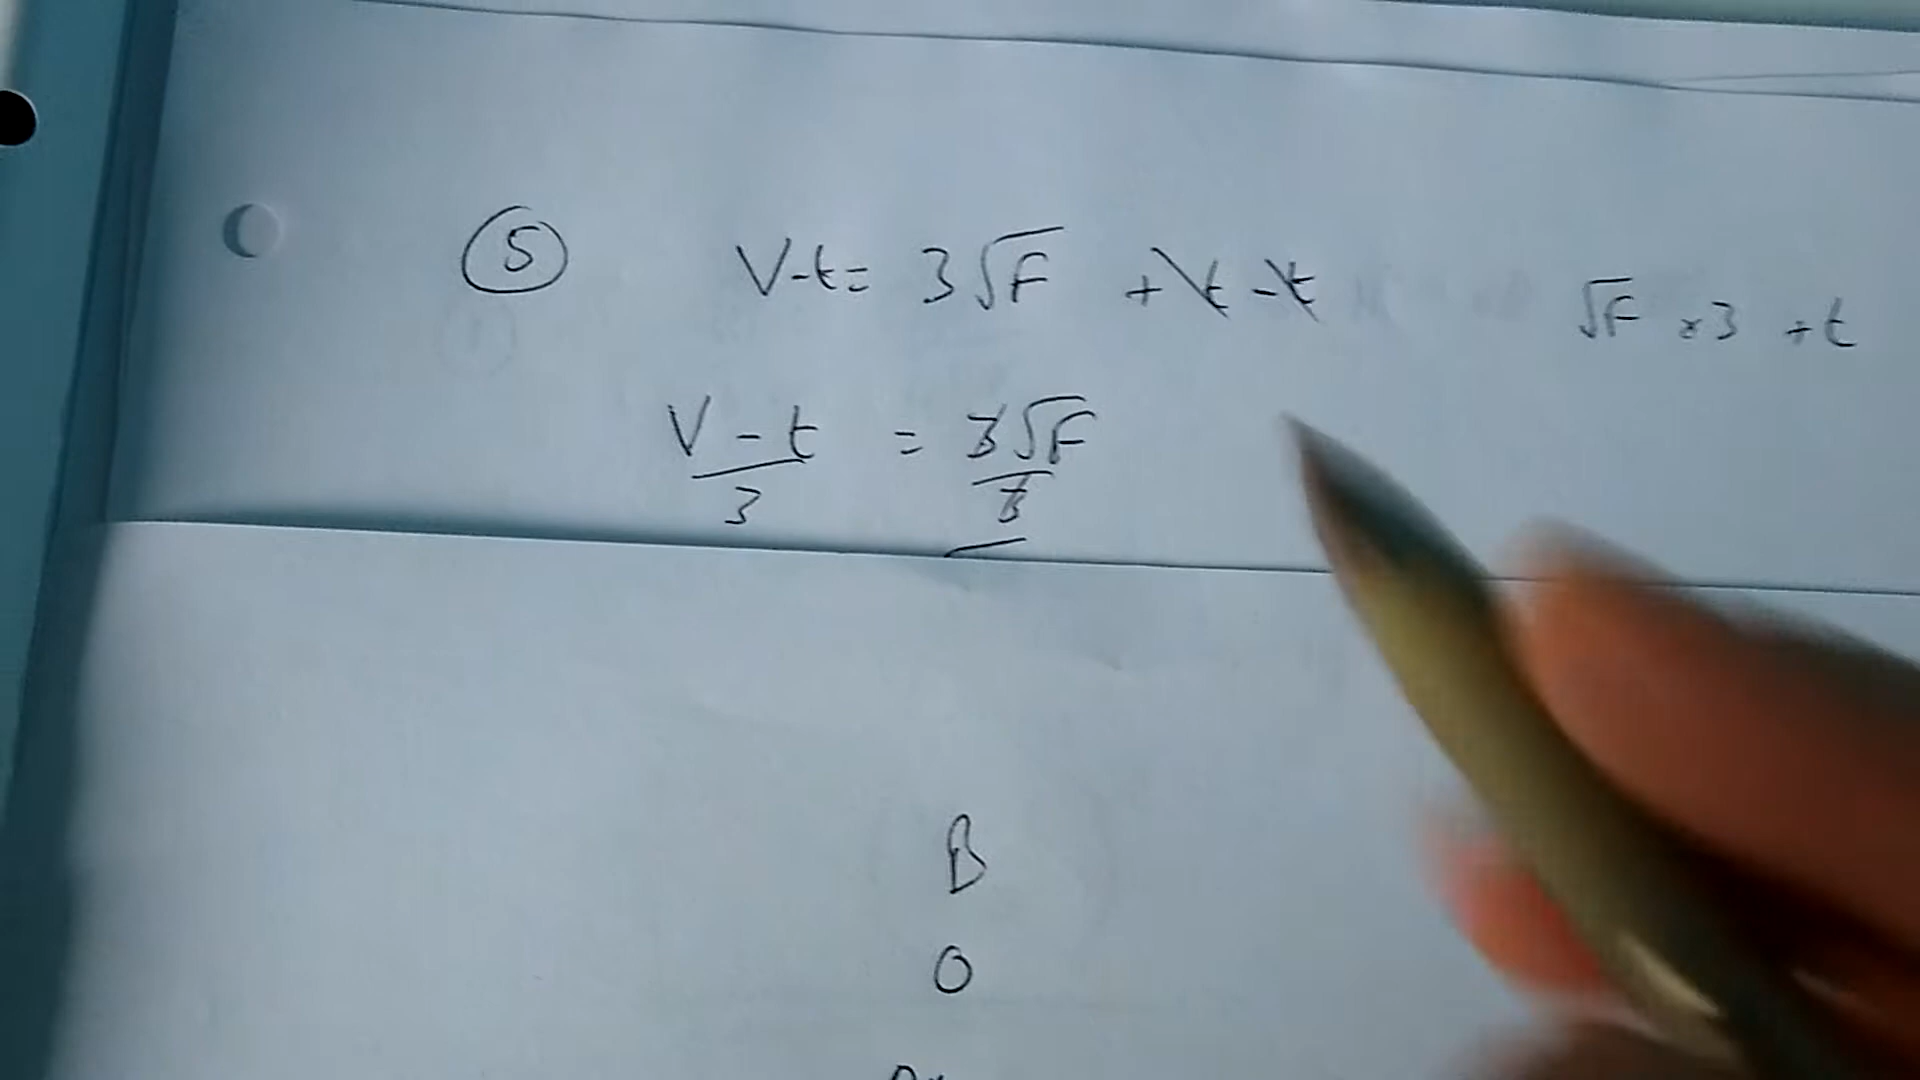 5 V-t= 3√F +t -t √F ×3 +t
V-t = 3√F
3 3
B
O